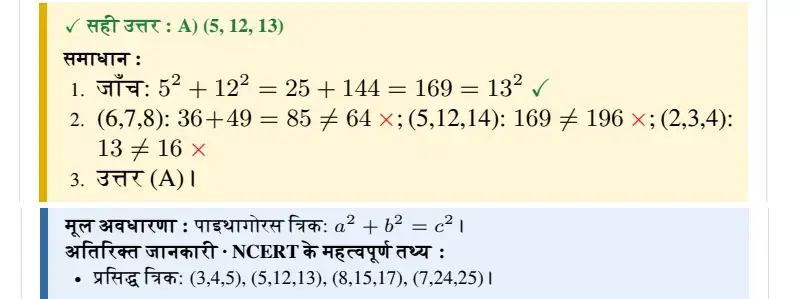 ✓ सही उत्तर : A) (5, 12, 13)
समाधान :
1. जाँच: 5² + 12² = 25 + 144 = 169 = 13² ✓
2. (6,7,8): 36+49 = 85 ≠ 64 ×; (5,12,14): 169 ≠ 196 ×; (2,3,4):
13 ≠ 16 ×
3. उत्तर (A)।
मूल अवधारणा : पाइथागोरस त्रिक: a² + b² = c²।
अतिरिक्त जानकारी · NCERT के महत्वपूर्ण तथ्य :
• प्रसिद्ध त्रिक: (3,4,5), (5,12,13), (8,15,17), (7,24,25)।